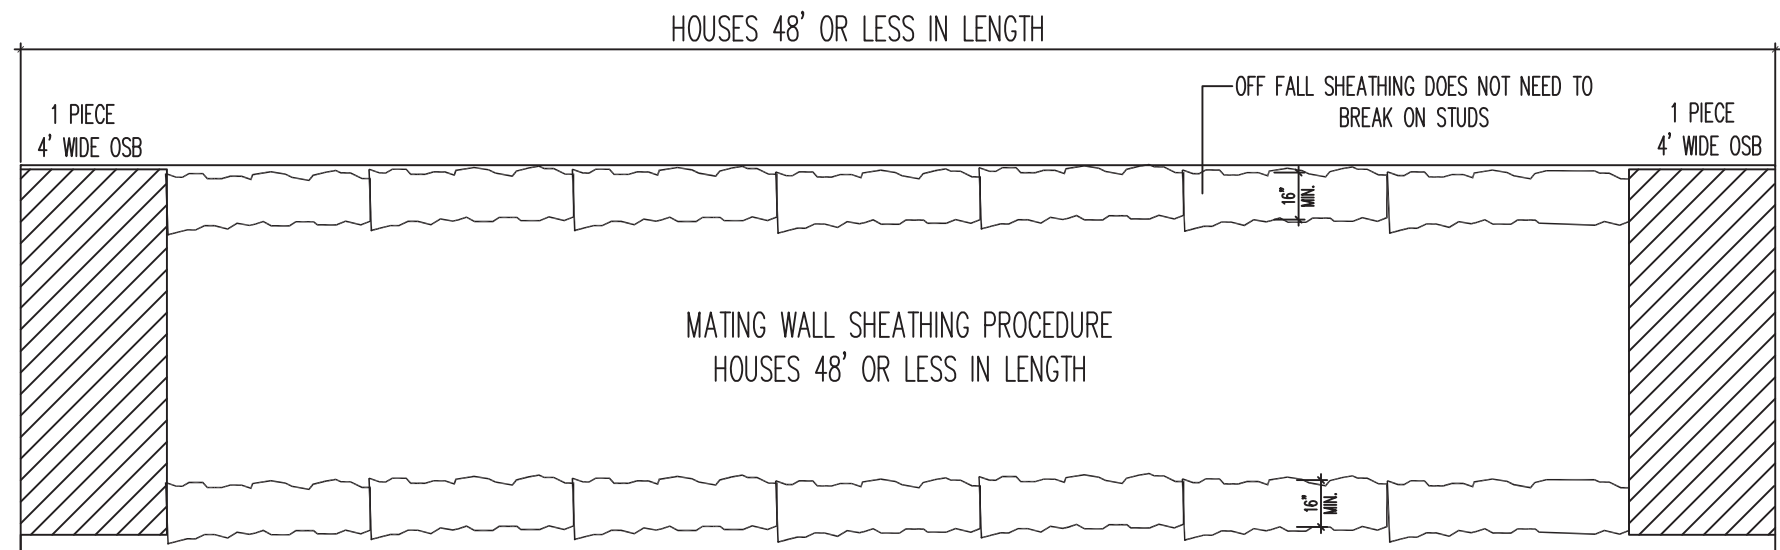 HOUSES 48' OR LESS IN LENGTH
OFF FALL SHEATHING DOES NOT NEED TO
BREAK ON STUDS
1 PIECE
4' WIDE OSB
1 PIECE
4' WIDE OSB
16"
MIN.
MATING WALL SHEATHING PROCEDURE
HOUSES 48' OR LESS IN LENGTH
16"
MIN.